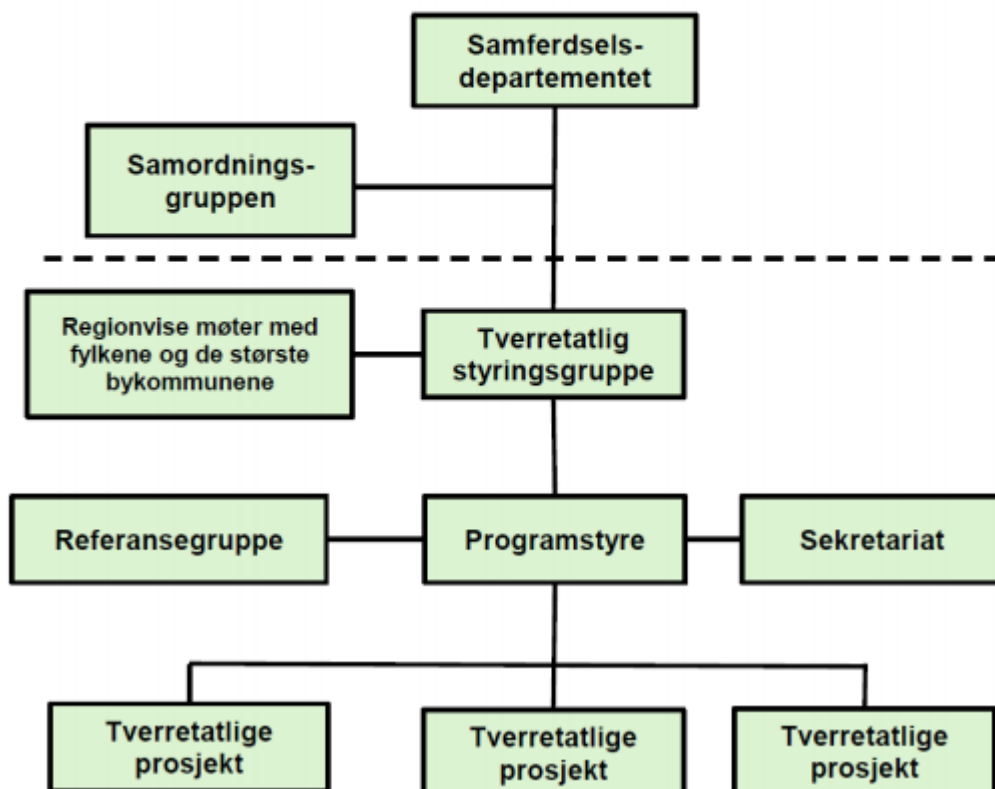 Samferdsels-
departementet
Samordnings-
gruppen
Regionvise møter med
fylkene og de største
bykommunene
Tverretatlig
styringsgruppe
Referansegruppe
Programstyre
Sekretariat
Tverretatlige
prosjekt
Tverretatlige
prosjekt
Tverretatlige
prosjekt